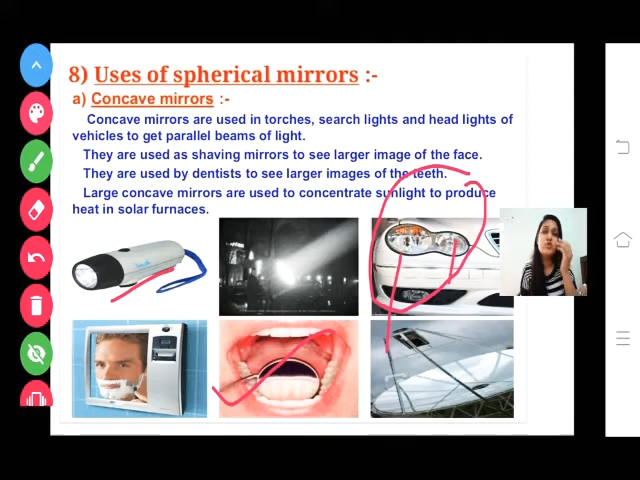 8) Uses of spherical mirrors :-
a) Concave mirrors :-
Concave mirrors are used in torches, search lights and head lights of
vehicles to get parallel beams of light.
They are used as shaving mirrors to see larger image of the face.
They are used by dentists to see larger images of the teeth.
Large concave mirrors are used to concentrate sunlight to produce
heat in solar furnaces.